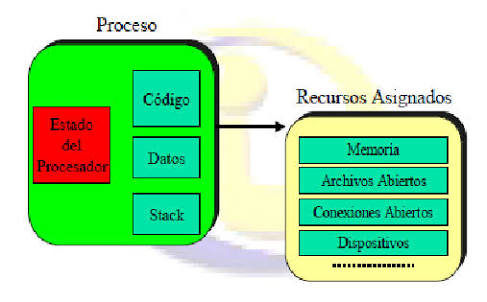 Proceso
Estado
del
Procesador
Código
Datos
Stack
Recursos Asignados
Memoria
Archivos Abiertos
Conexiones Abiertos
Dispositivos